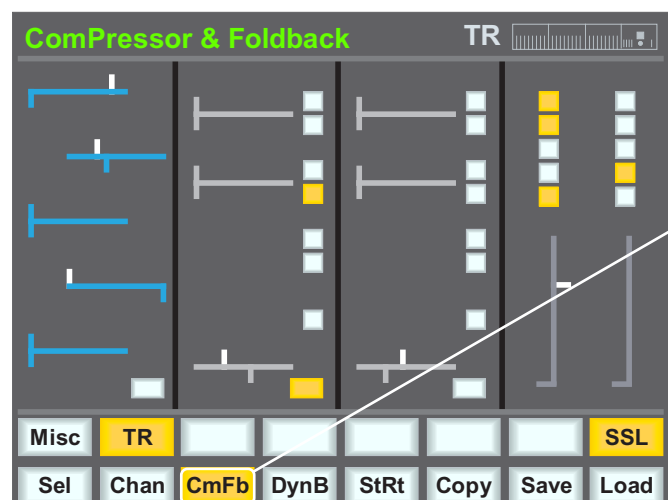 ComPressor & Foldback TR
Misc TR SSL
Sel Chan CmFb DynB StRt Copy Save Load